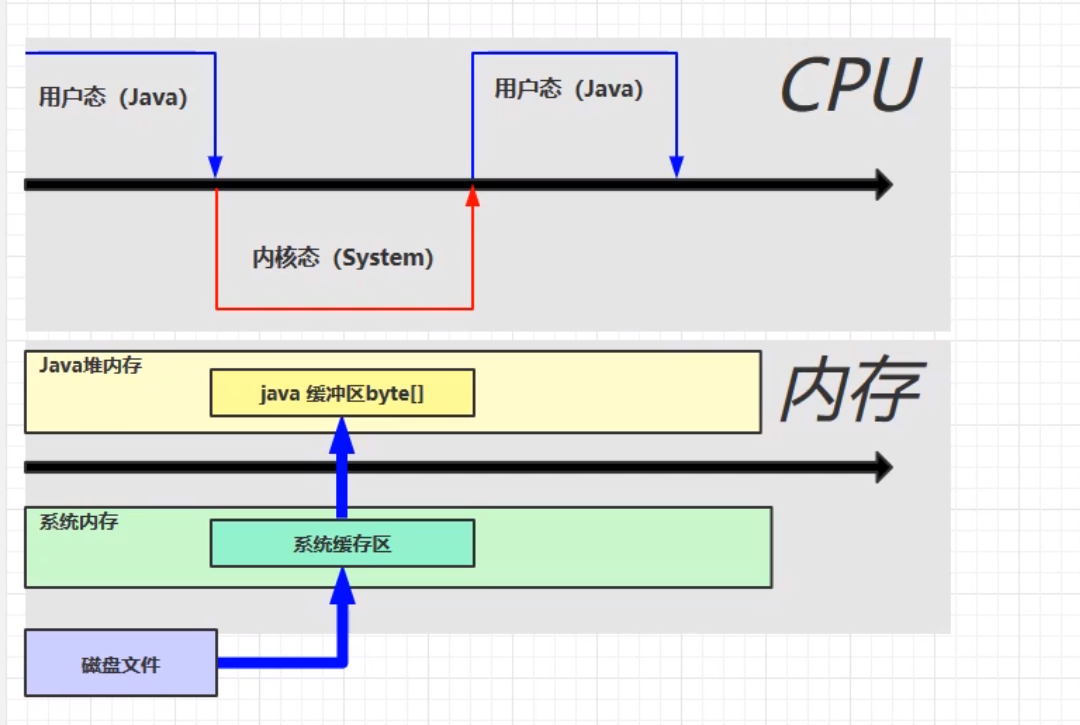 用户态（Java）
用户态（Java）
CPU
内核态（System）
Java堆内存
java 缓冲区byte[]
内存
系统内存
系统缓存区
磁盘文件